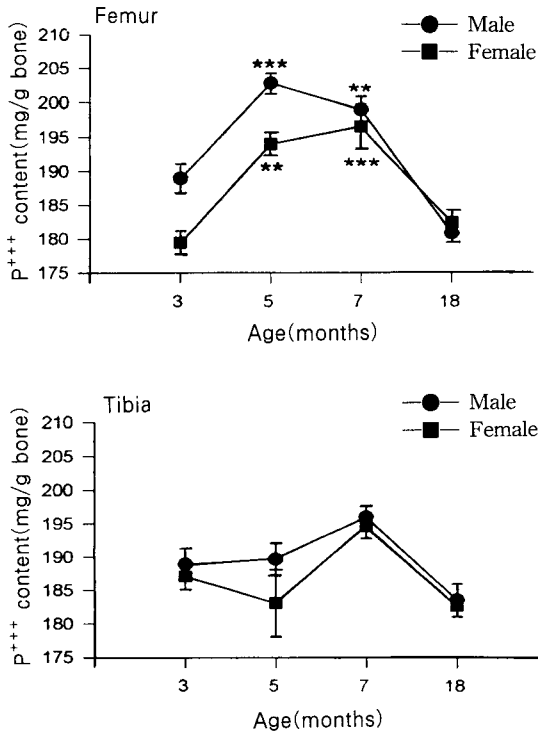 Femur
Male
Female
P+++ content(mg/g bone)
210
205
200
195
190
185
180
175
***
**
**
***
3 5 7 18
Age(months)
Tibia
Male
Female
P+++ content(mg/g bone)
210
205
200
195
190
185
180
175
3 5 7 18
Age(months)